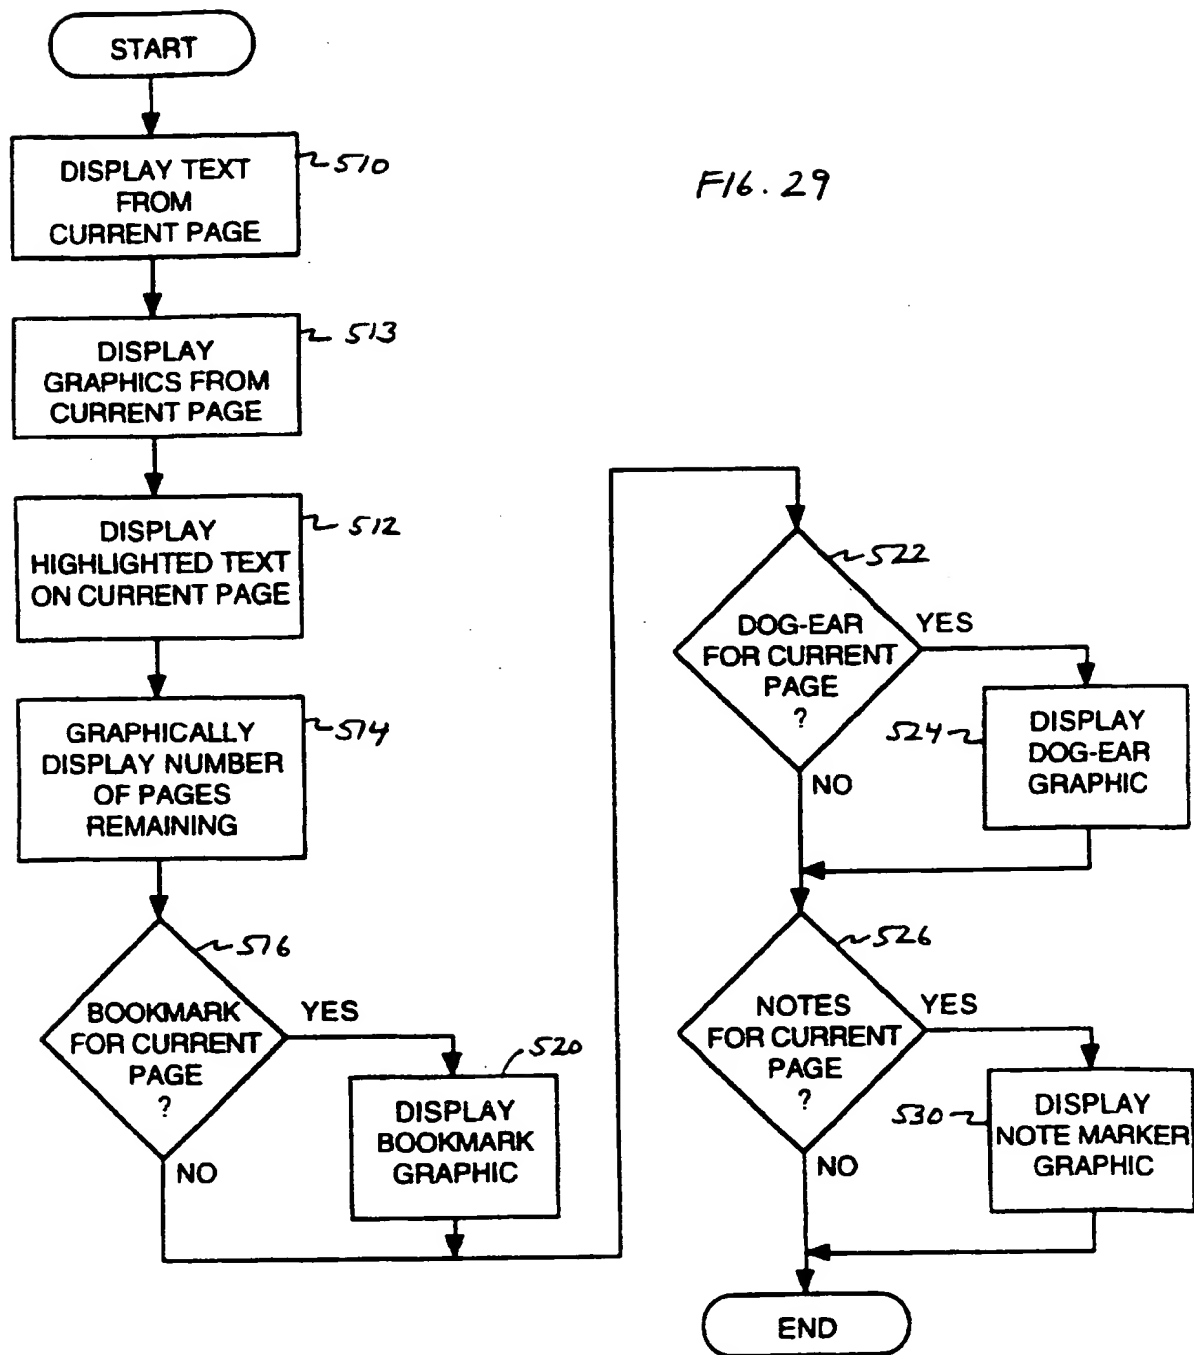 START
DISPLAY TEXT
FROM
CURRENT PAGE
510
FIG. 29
DISPLAY
GRAPHICS FROM
CURRENT PAGE
513
DISPLAY
HIGHLIGHTED TEXT
ON CURRENT PAGE
512
GRAPHICALLY
DISPLAY NUMBER
OF PAGES
REMAINING
514
BOOKMARK
FOR CURRENT
PAGE
?
516
YES
NO
DISPLAY
BOOKMARK
GRAPHIC
520
DOG-EAR
FOR CURRENT
PAGE
?
522
YES
NO
DISPLAY
DOG-EAR
GRAPHIC
524
NOTES
FOR CURRENT
PAGE
?
526
YES
NO
DISPLAY
NOTE MARKER
GRAPHIC
530
END